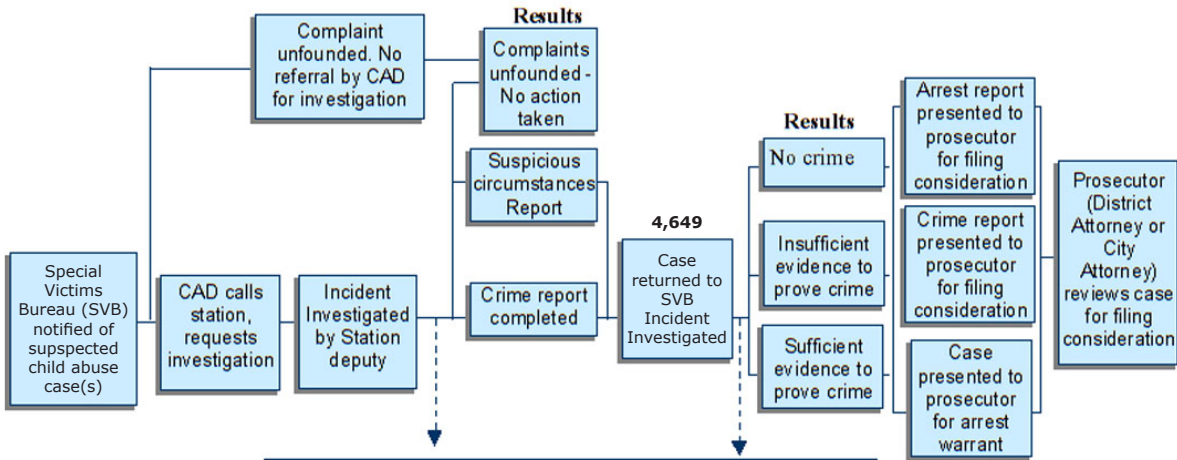 Complaint
unfounded. No
referral by CAD
for investigation
Results
Complaints
unfounded -
No action
taken
Suspicious
circumstances
Report
Special
Victims
Bureau (SVB)
notified of
supspected
child abuse
case(s)
CAD calls
station,
requests
investigation
Incident
Investigated
by Station
deputy
Crime report
completed
4,649
Case
returned to
SVB
Incident
Investigated
Results
No crime
Insufficient
evidence to
prove crime
Sufficient
evidence to
prove crime
Arrest report
presented to
prosecutor
for filing
consideration
Crime report
presented to
prosecutor
for filing
consideration
Case
presented to
prosecutor
for arrest
warrant
Prosecutor
(District
Attorney or
City
Attorney)
reviews case
for filing
consideration